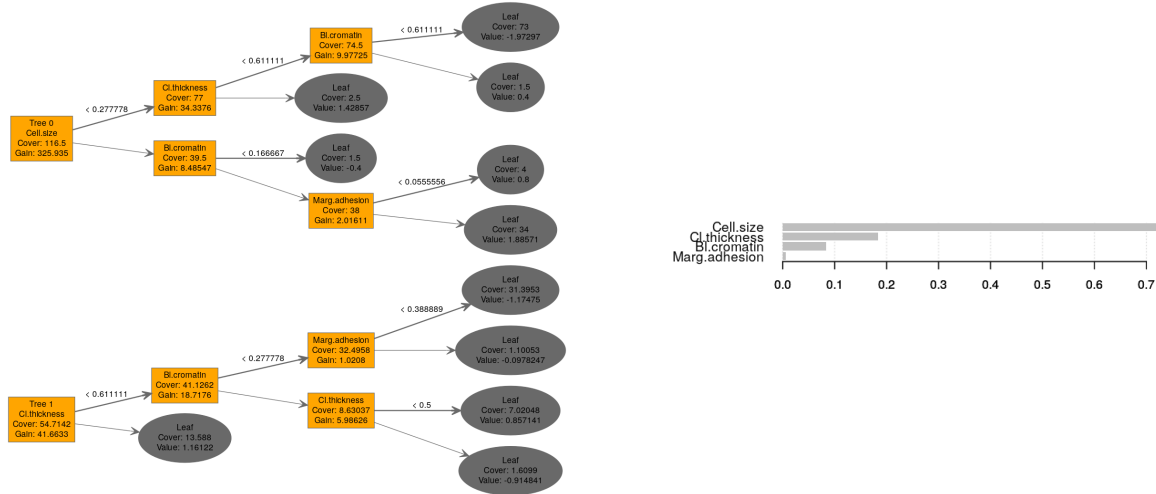 Leaf
Cover: 73
Value: -1.97297
< 0.611111
Bl.cromatin
Cover: 74.5
Gain: 9.97725
< 0.611111
Leaf
Cover: 1.5
Value: 0.4
Cl.thickness
Cover: 77
Gain: 34.3376
Leaf
Cover: 2.5
Value: 1.42857
< 0.277778
Tree 0
Cell.size
Cover: 116.5
Gain: 325.935
Bl.cromatin
Cover: 39.5
Gain: 8.48547
< 0.166667
Leaf
Cover: 1.5
Value: -0.4
Leaf
Cover: 4
Value: 0.8
< 0.0555556
Marg.adhesion
Cover: 38
Gain: 2.01611
Leaf
Cover: 34
Value: 1.88571
Leaf
Cover: 31.3953
Value: -1.17475
< 0.388889
Marg.adhesion
Cover: 32.4958
Gain: 1.0208
Leaf
Cover: 1.10053
Value: -0.0978247
< 0.277778
Bl.cromatin
Cover: 41.1262
Gain: 18.7176
< 0.611111
Tree 1
Cl.thickness
Cover: 54.7142
Gain: 41.6633
Cl.thickness
Cover: 8.63037
Gain: 5.98626
< 0.5
Leaf
Cover: 7.02048
Value: 0.857141
Leaf
Cover: 13.588
Value: 1.16122
Leaf
Cover: 1.6099
Value: -0.914841
Cell.size
Cl.thickness
Bl.cromatin
Marg.adhesion
0.0 0.1 0.2 0.3 0.4 0.5 0.6 0.7